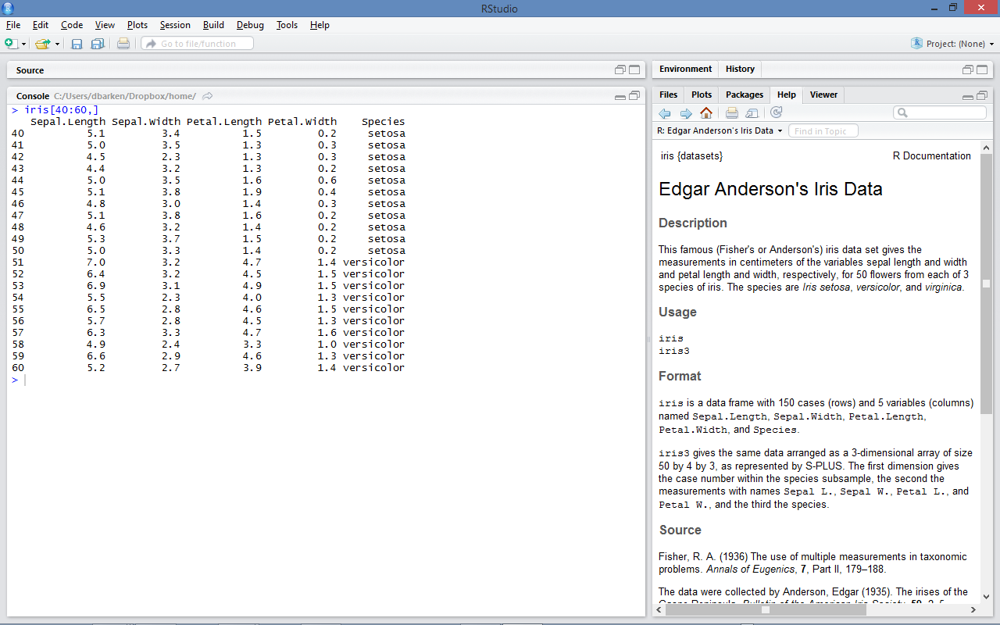 RStudio
File Edit Code View Plots Session Build Debug Tools Help
Go to file/function
Project: (None)
Source
Console C:/Users/dbarken/Dropbox/home/
> iris[40:60,]
Sepal.Length Sepal.Width Petal.Length Petal.Width Species
40 5.1 3.4 1.5 0.2 setosa
41 5.0 3.5 1.3 0.3 setosa
42 4.5 2.3 1.3 0.3 setosa
43 4.4 3.2 1.3 0.2 setosa
44 5.0 3.5 1.6 0.6 setosa
45 5.1 3.8 1.9 0.4 setosa
46 4.8 3.0 1.4 0.3 setosa
47 5.1 3.8 1.6 0.2 setosa
48 4.6 3.2 1.4 0.2 setosa
49 5.3 3.7 1.5 0.2 setosa
50 5.0 3.3 1.4 0.2 setosa
51 7.0 3.2 4.7 1.4 versicolor
52 6.4 3.2 4.5 1.5 versicolor
53 6.9 3.1 4.9 1.5 versicolor
54 5.5 2.3 4.0 1.3 versicolor
55 6.5 2.8 4.6 1.5 versicolor
56 5.7 2.8 4.5 1.3 versicolor
57 6.3 3.3 4.7 1.6 versicolor
58 4.9 2.4 3.3 1.0 versicolor
59 6.6 2.9 4.6 1.3 versicolor
60 5.2 2.7 3.9 1.4 versicolor
>
Environment History
Files Plots Packages Help Viewer
R: Edgar Anderson's Iris Data
Find in Topic
iris {datasets} R Documentation
Edgar Anderson's Iris Data
Description
This famous (Fisher's or Anderson's) iris data set gives the
measurements in centimeters of the variables sepal length and width
and petal length and width, respectively, for 50 flowers from each of 3
species of iris. The species are Iris setosa, versicolor, and virginica.
Usage
iris
iris3
Format
iris is a data frame with 150 cases (rows) and 5 variables (columns)
named Sepal.Length, Sepal.Width, Petal.Length,
Petal.Width, and Species.
iris3 gives the same data arranged as a 3-dimensional array of size
50 by 4 by 3, as represented by S-PLUS. The first dimension gives
the case number within the species subsample, the second the
measurements with names Sepal L., Sepal W., Petal L., and
Petal W., and the third the species.
Source
Fisher, R. A. (1936) The use of multiple measurements in taxonomic
problems. Annals of Eugenics, 7, Part II, 179–188.
The data were collected by Anderson, Edgar (1935). The irises of the
Gaspe Peninsula, Bulletin of the American Iris Society, 59, 2–5.